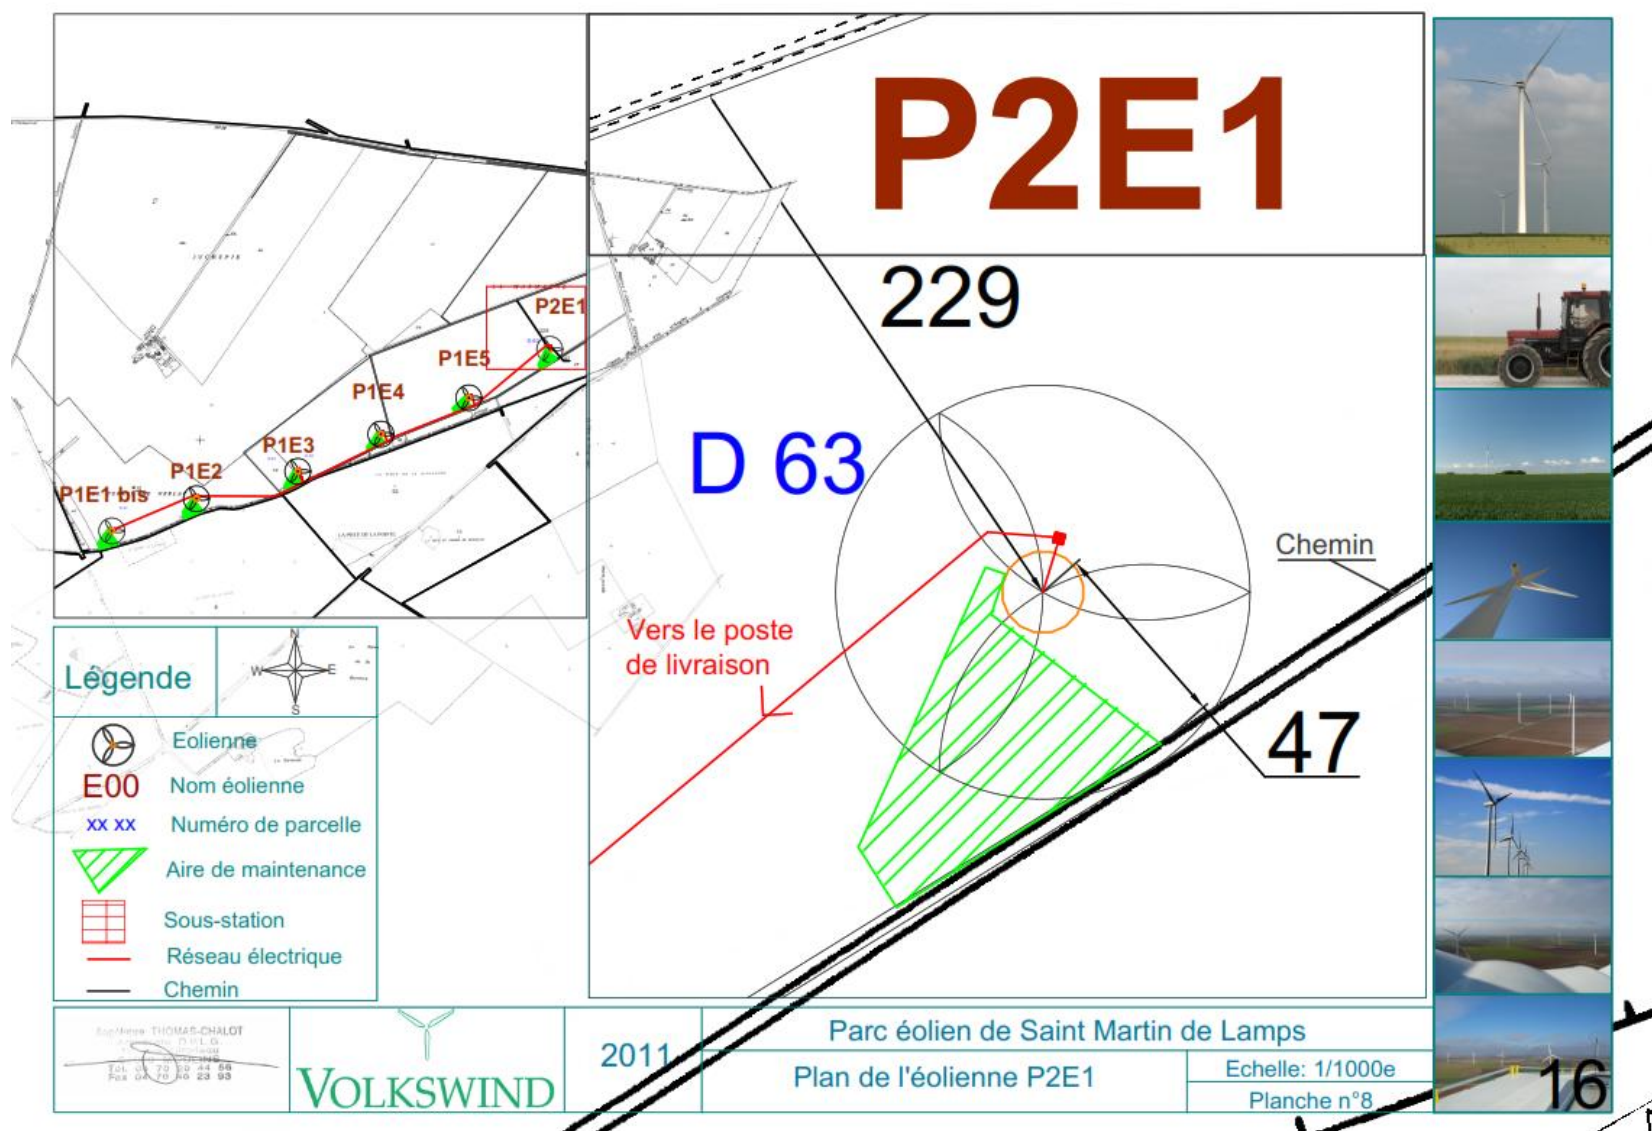 P2E1
229
D 63
Chemin
Vers le poste
de livraison
47
P2E1
P1E5
P1E4
P1E3
P1E2
P1E1 bis
Légende
N
W
E
S
Eolienne
E00
Nom éolienne
xx xx
Numéro de parcelle
Aire de maintenance
Sous-station
Réseau électrique
Chemin
THOMAS-CHALOT
VOLKSWIND
2011
Parc éolien de Saint Martin de Lamps
Plan de l'éolienne P2E1
Echelle: 1/1000e
Planche n°8
16